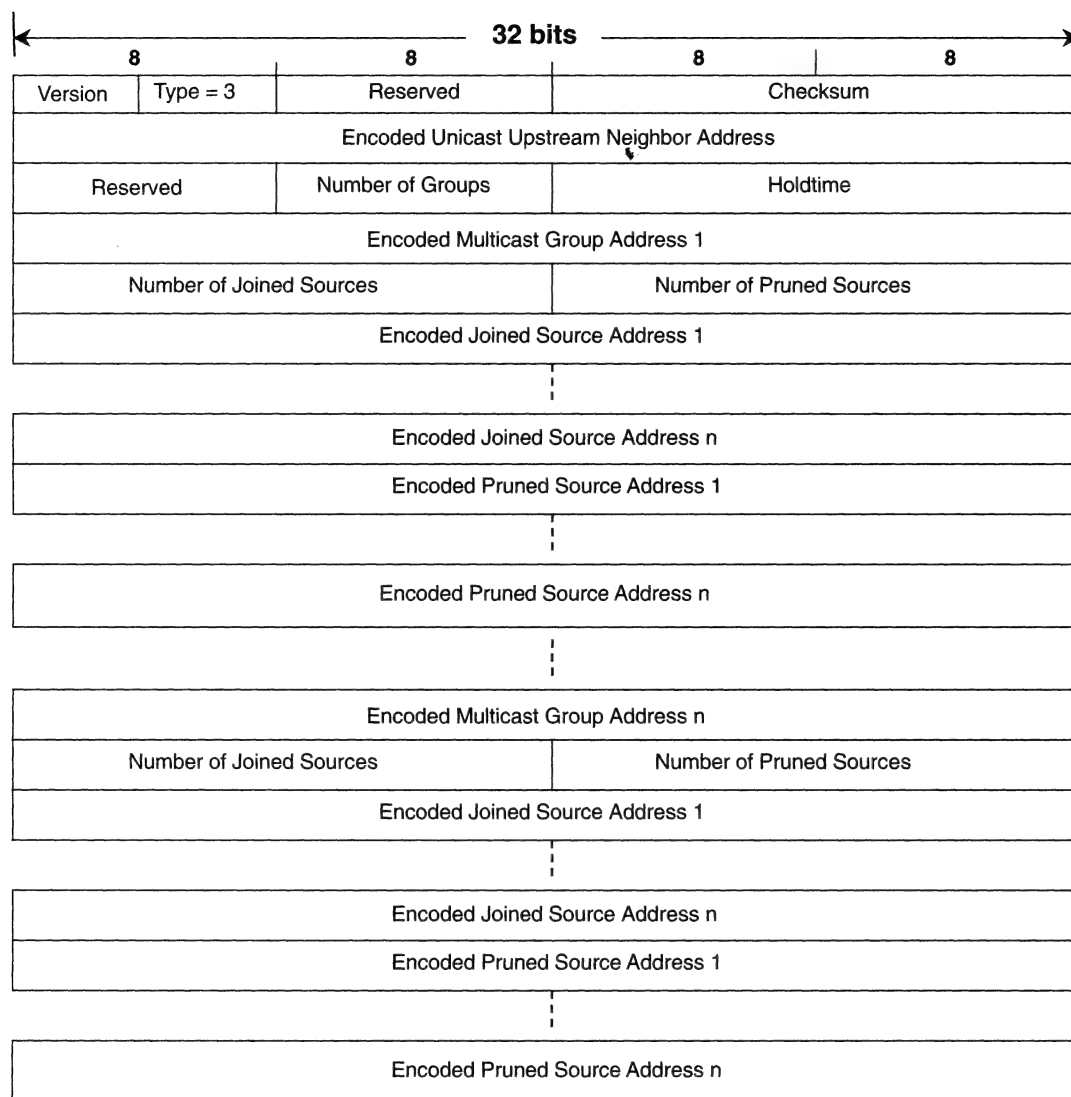 32 bits
8 8 8 8
Version Type = 3 Reserved Checksum
Encoded Unicast Upstream Neighbor Address
Reserved Number of Groups Holdtime
Encoded Multicast Group Address 1
Number of Joined Sources Number of Pruned Sources
Encoded Joined Source Address 1
Encoded Joined Source Address n
Encoded Pruned Source Address 1
Encoded Pruned Source Address n
Encoded Multicast Group Address n
Number of Joined Sources Number of Pruned Sources
Encoded Joined Source Address 1
Encoded Joined Source Address n
Encoded Pruned Source Address 1
Encoded Pruned Source Address n